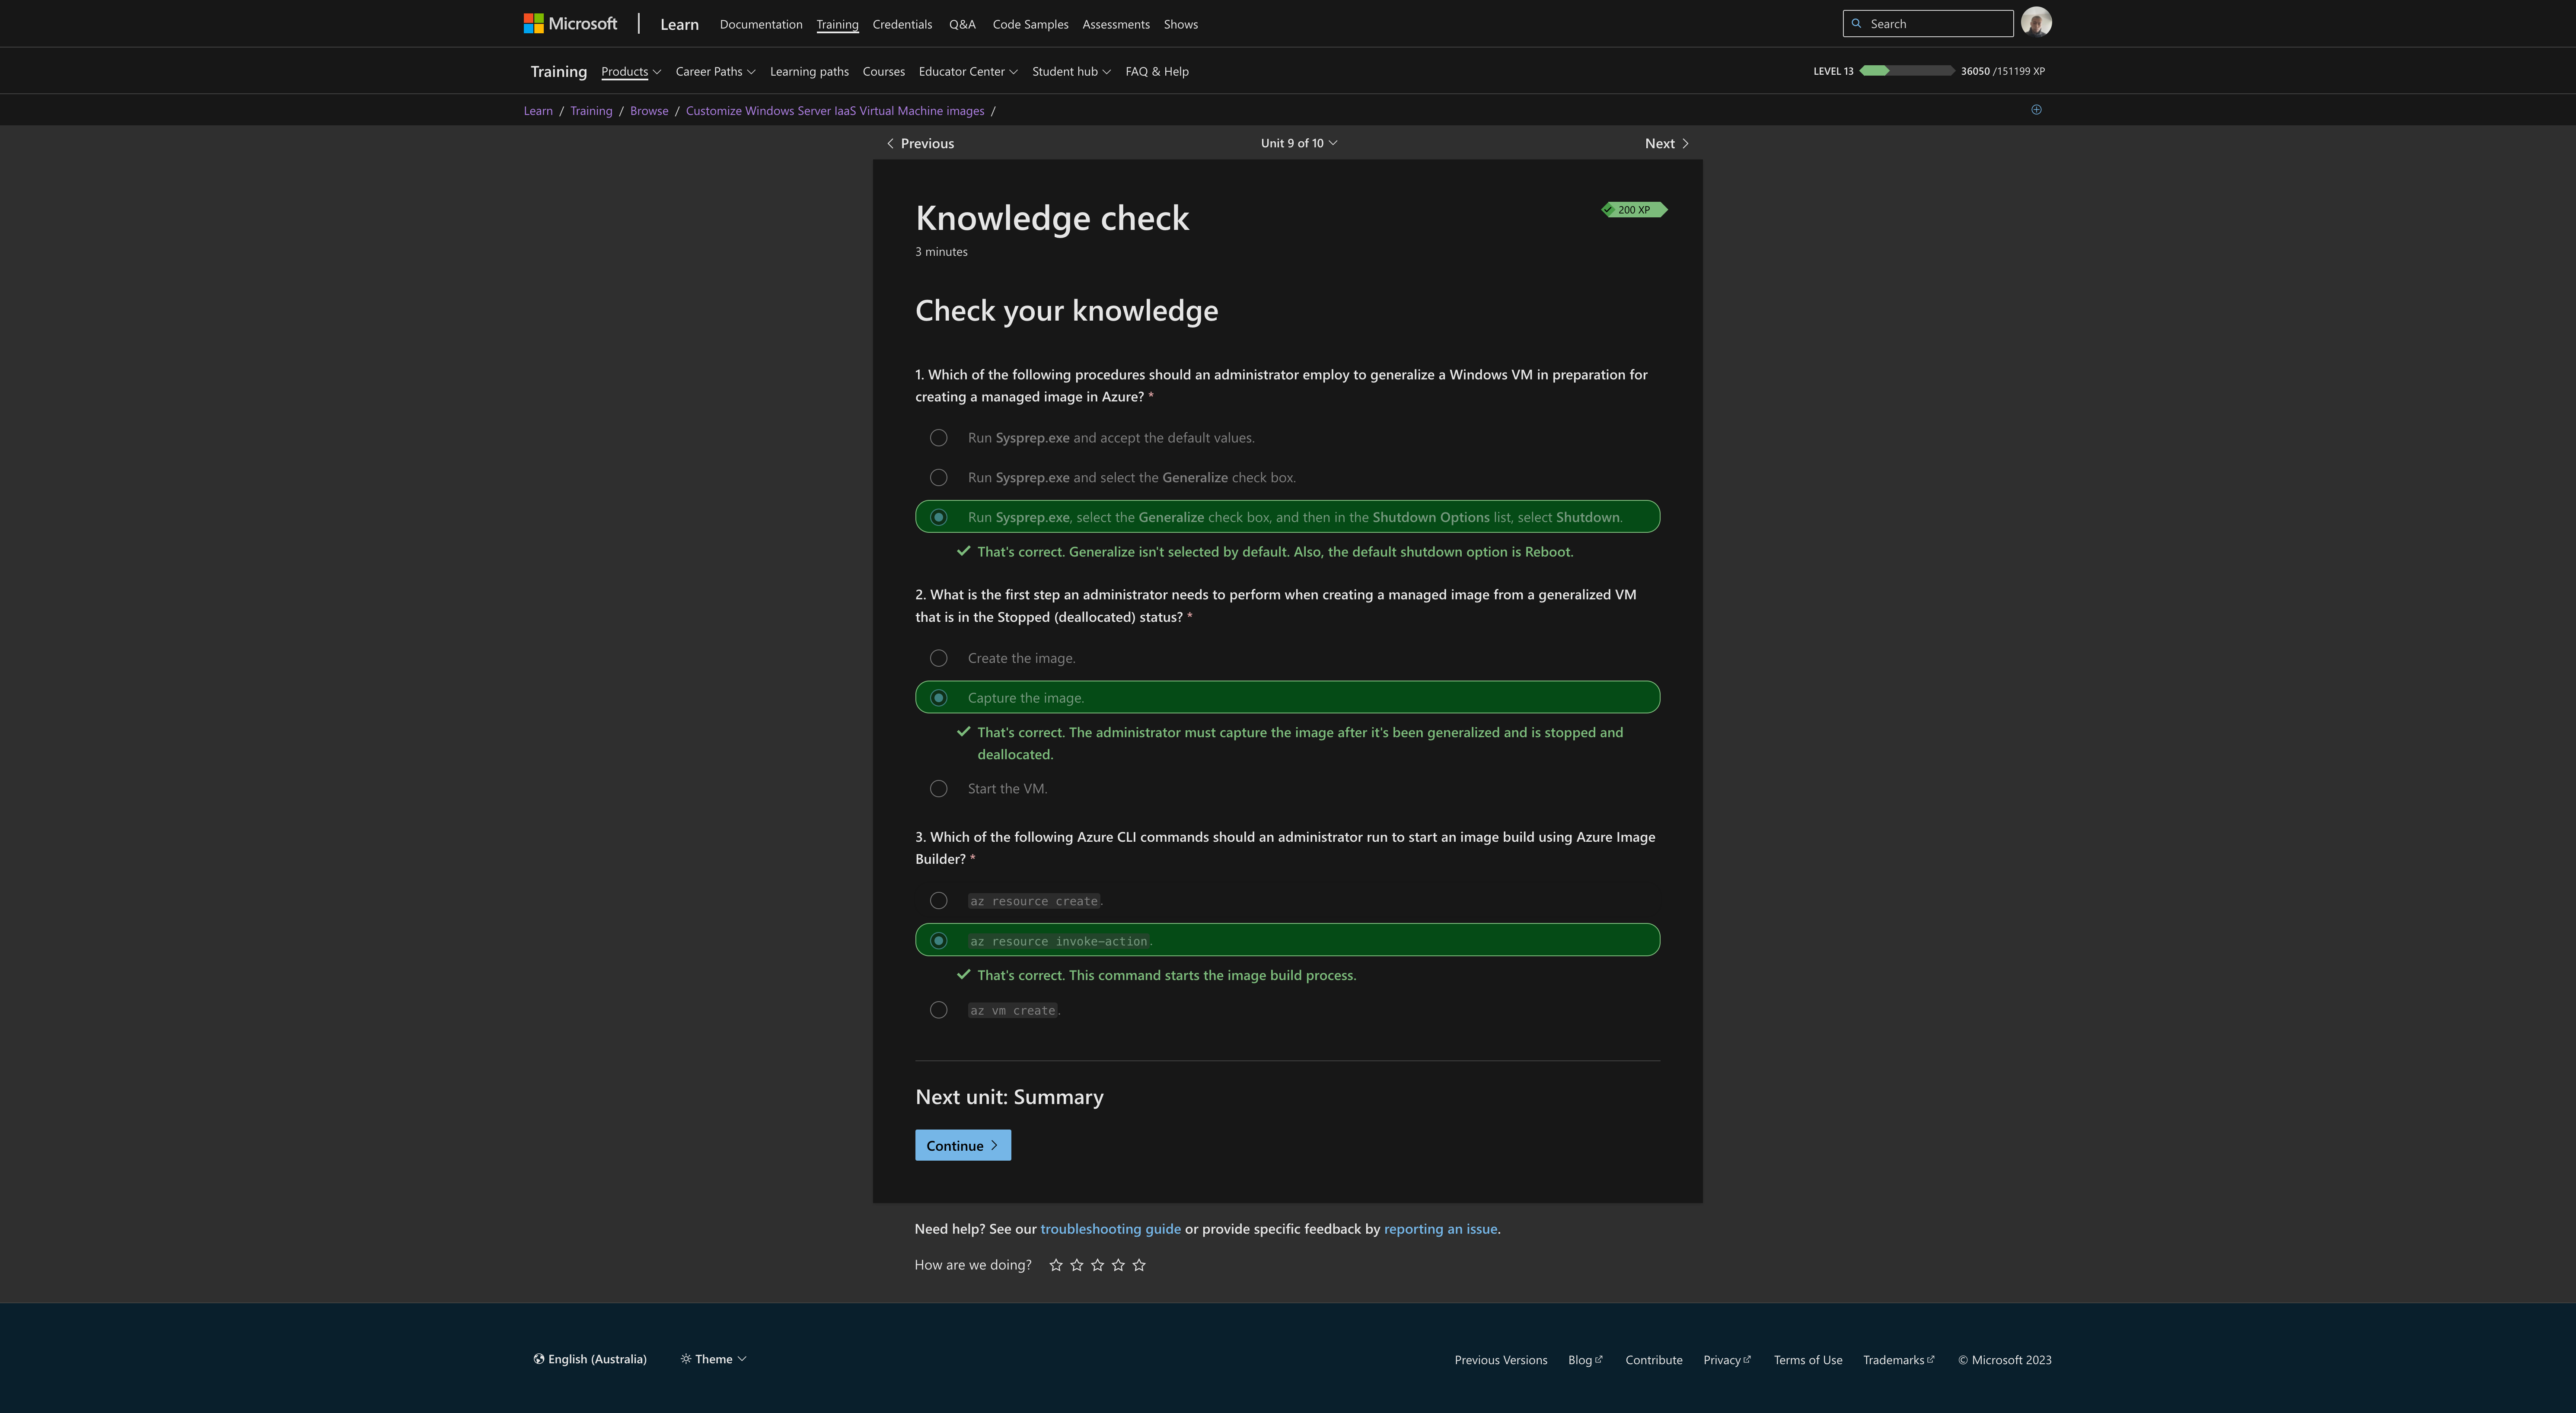 Microsoft Learn Documentation Training Credentials Q&A Code Samples Assessments Shows Search
Training Products Career Paths Learning paths Courses Educator Center Student hub FAQ & Help LEVEL 13 36050 /151199 XP
Learn / Training / Browse / Customize Windows Server IaaS Virtual Machine images /
Previous Unit 9 of 10 Next
Knowledge check
200 XP
3 minutes
Check your knowledge
1. Which of the following procedures should an administrator employ to generalize a Windows VM in preparation for
creating a managed image in Azure? *
Run Sysprep.exe and accept the default values.
Run Sysprep.exe and select the Generalize check box.
Run Sysprep.exe, select the Generalize check box, and then in the Shutdown Options list, select Shutdown.
That's correct. Generalize isn't selected by default. Also, the default shutdown option is Reboot.
2. What is the first step an administrator needs to perform when creating a managed image from a generalized VM
that is in the Stopped (deallocated) status? *
Create the image.
Capture the image.
That's correct. The administrator must capture the image after it's been generalized and is stopped and
deallocated.
Start the VM.
3. Which of the following Azure CLI commands should an administrator run to start an image build using Azure Image
Builder? *
az resource create.
az resource invoke-action.
That's correct. This command starts the image build process.
az vm create.
Next unit: Summary
Continue
Need help? See our troubleshooting guide or provide specific feedback by reporting an issue.
How are we doing?
English (Australia) Theme Previous Versions Blog Contribute Privacy Terms of Use Trademarks © Microsoft 2023